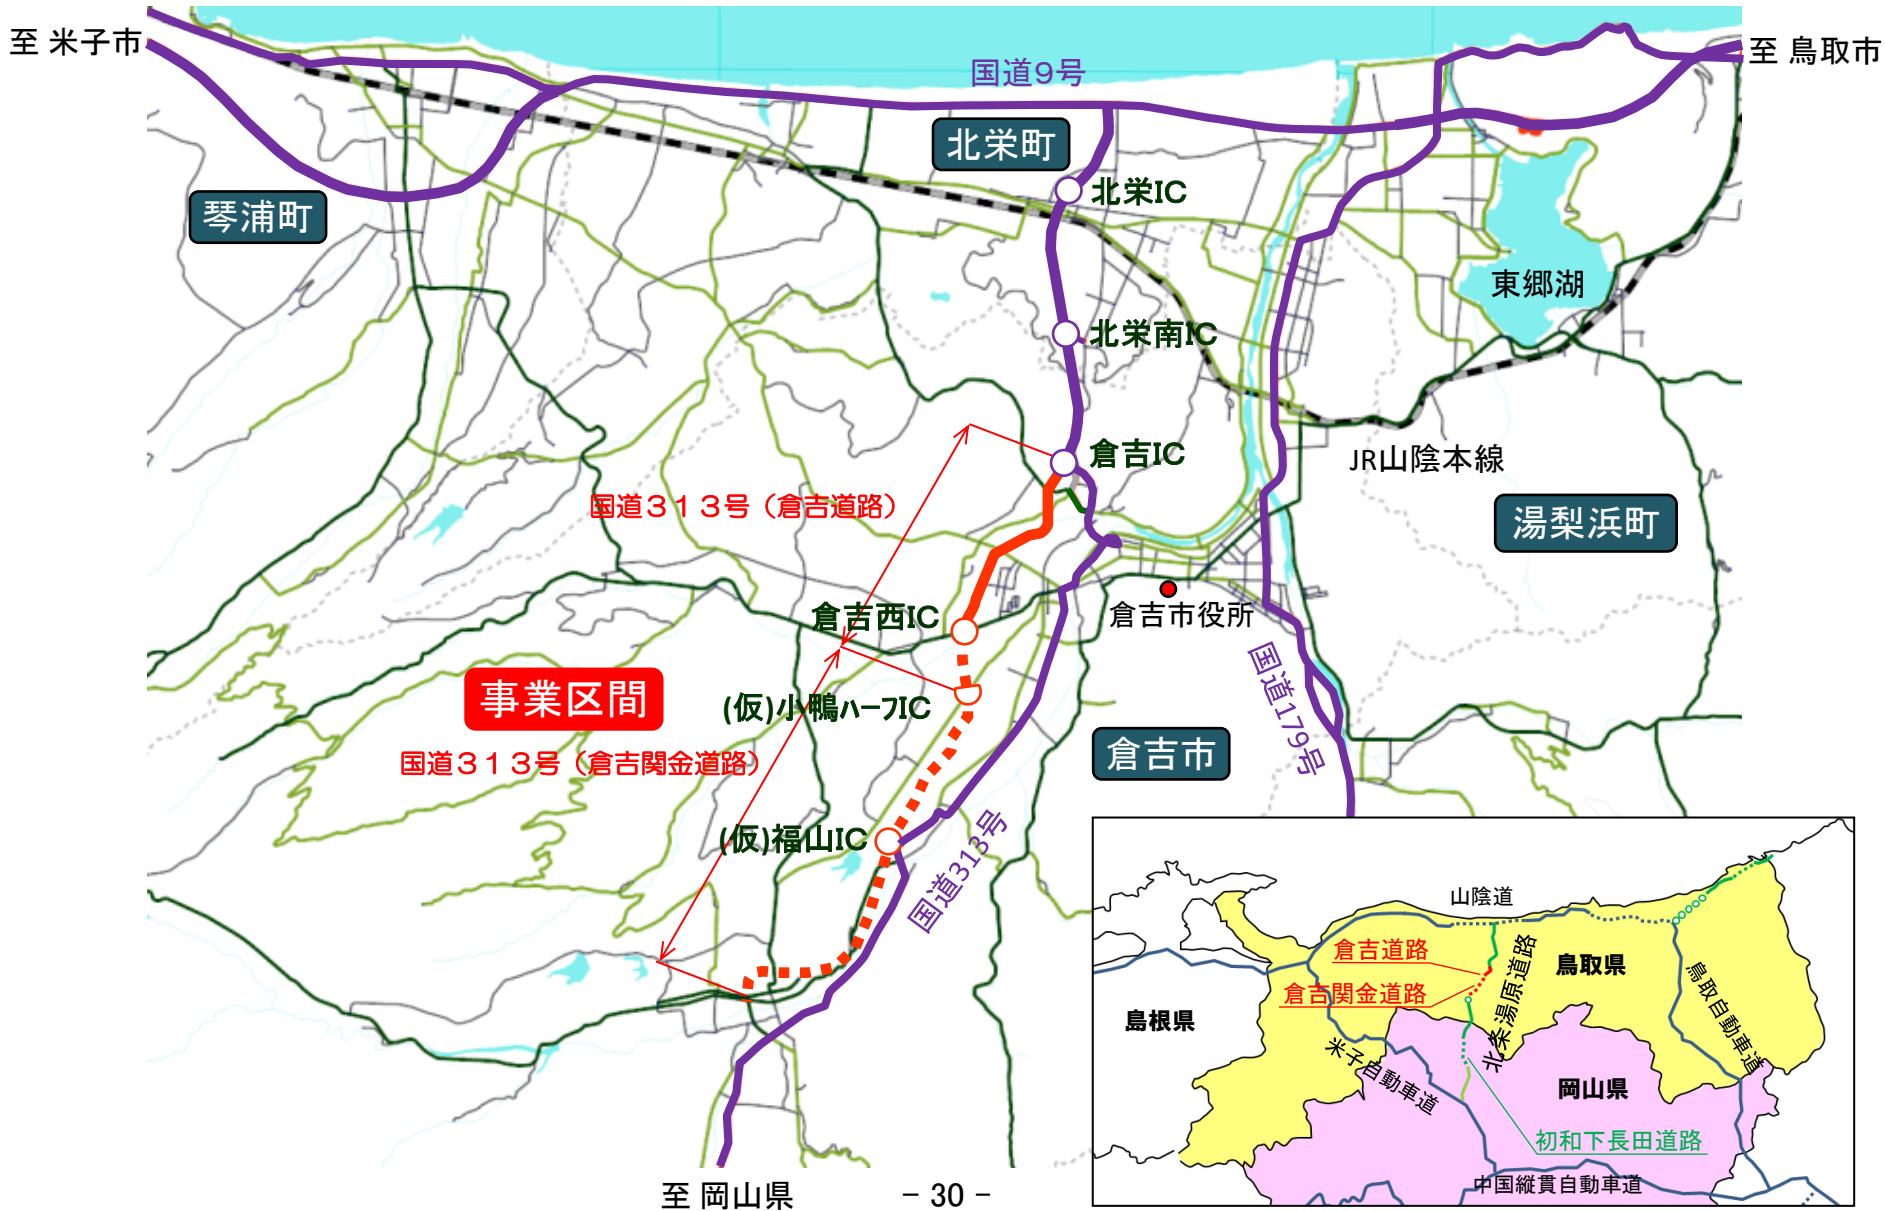 至 米子市
国道9号
至 鳥取市
北栄町
北栄IC
琴浦町
東郷湖
北栄南IC
倉吉IC
JR山陰本線
国道313号（倉吉道路）
湯梨浜町
倉吉西IC
倉吉市役所
事業区間
(仮)小鴨ハーフIC
国道179号
国道313号（倉吉関金道路）
倉吉市
(仮)福山IC
国道313号
山陰道
倉吉道路
鳥取県
倉吉関金道路
北条湯原道路
鳥取自動車道
島根県
米子自動車道
岡山県
初和下長田道路
中国縦貫自動車道
至 岡山県
- 30 -